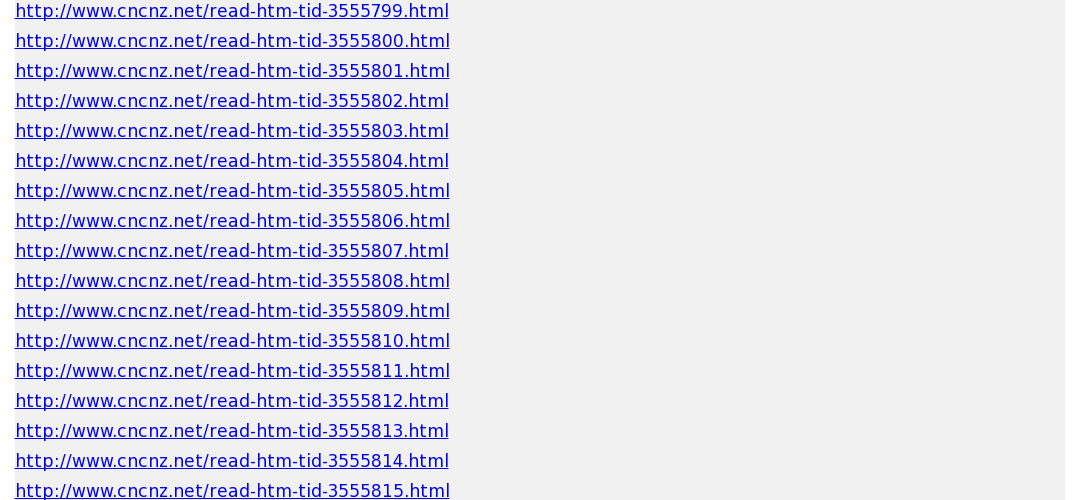 http://www.cncnz.net/read-htm-tid-3555799.html
http://www.cncnz.net/read-htm-tid-3555800.html
http://www.cncnz.net/read-htm-tid-3555801.html
http://www.cncnz.net/read-htm-tid-3555802.html
http://www.cncnz.net/read-htm-tid-3555803.html
http://www.cncnz.net/read-htm-tid-3555804.html
http://www.cncnz.net/read-htm-tid-3555805.html
http://www.cncnz.net/read-htm-tid-3555806.html
http://www.cncnz.net/read-htm-tid-3555807.html
http://www.cncnz.net/read-htm-tid-3555808.html
http://www.cncnz.net/read-htm-tid-3555809.html
http://www.cncnz.net/read-htm-tid-3555810.html
http://www.cncnz.net/read-htm-tid-3555811.html
http://www.cncnz.net/read-htm-tid-3555812.html
http://www.cncnz.net/read-htm-tid-3555813.html
http://www.cncnz.net/read-htm-tid-3555814.html
http://www.cncnz.net/read-htm-tid-3555815.html